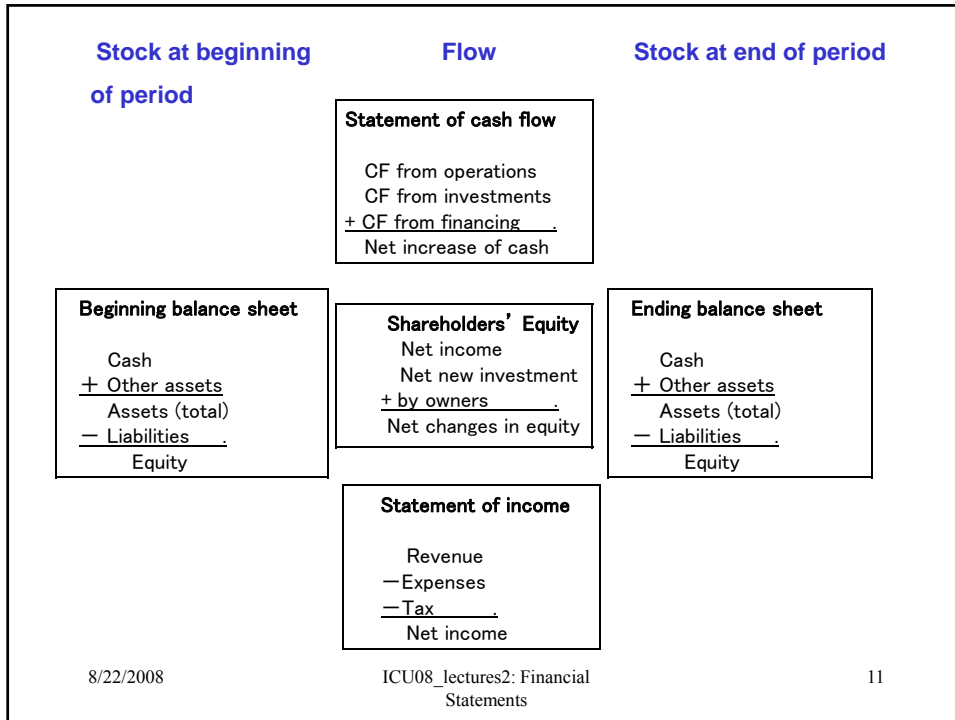 Stock at beginning
of period
Flow
Stock at end of period
Statement of cash flow
CF from operations
CF from investments
+ CF from financing .
Net increase of cash
Beginning balance sheet
Cash
+ Other assets
Assets (total)
− Liabilities .
Equity
Shareholders' Equity
Net income
Net new investment
+ by owners .
Net changes in equity
Ending balance sheet
Cash
+ Other assets
Assets (total)
− Liabilities .
Equity
Statement of income
Revenue
−Expenses
−Tax .
Net income
8/22/2008
ICU08_lectures2: Financial
Statements
11